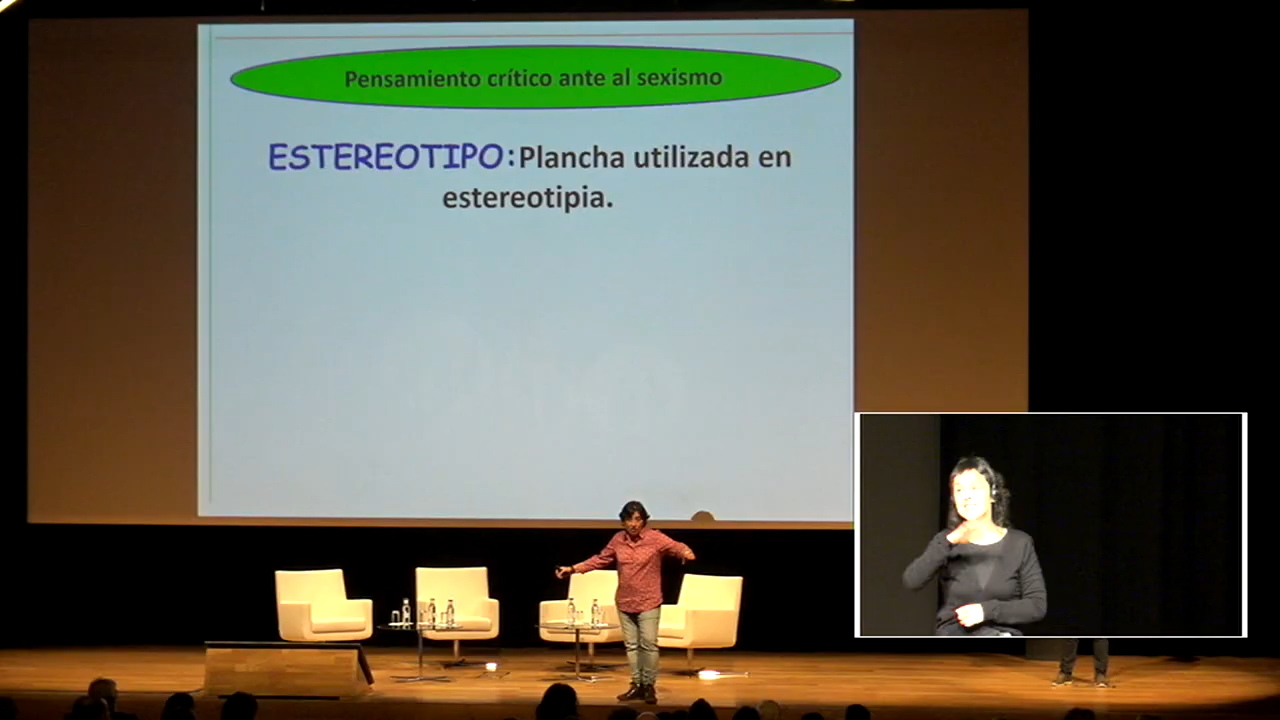 Pensamiento crítico ante al sexismo
ESTEREOTIPO:Plancha utilizada en
estereotipia.